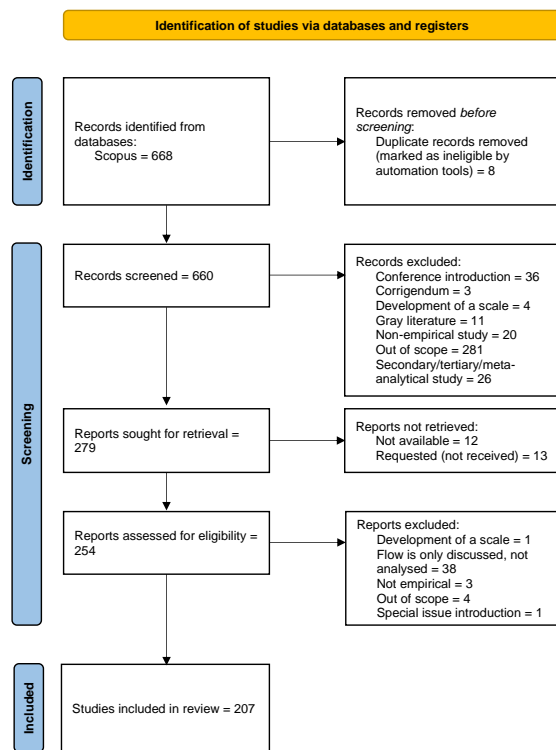 Identification of studies via databases and registers
Identification
Records identified from
databases:
Scopus = 668
Records removed before
screening:
Duplicate records removed
(marked as ineligible by
automation tools) = 8
Screening
Records screened = 660
Records excluded:
Conference introduction = 36
Corrigendum = 3
Development of a scale = 4
Gray literature = 11
Non-empirical study = 20
Out of scope = 281
Secondary/tertiary/meta-
analytical study = 26
Reports sought for retrieval =
279
Reports not retrieved:
Not available = 12
Requested (not received) = 13
Reports assessed for eligibility =
254
Reports excluded:
Development of a scale = 1
Flow is only discussed, not
analysed = 38
Not empirical = 3
Out of scope = 4
Special issue introduction = 1
Included
Studies included in review = 207